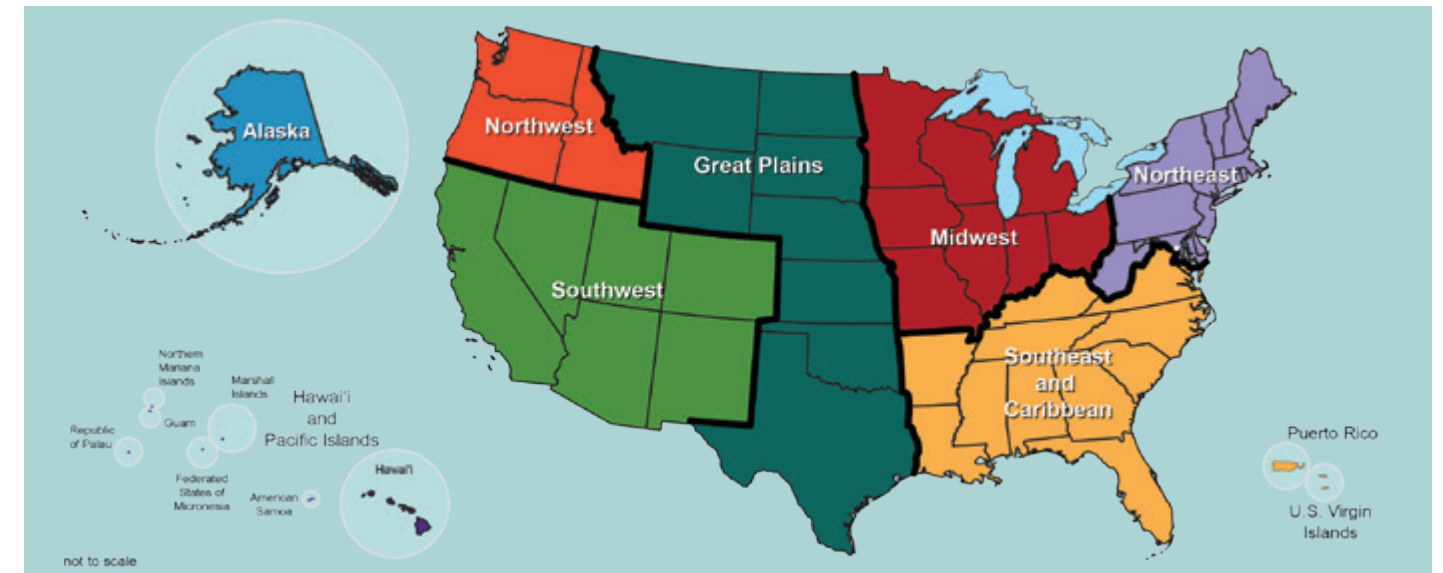 Alaska
Northwest
Great Plains
Midwest
Northeast
Southwest
Southeast
and
Caribbean
Northern
Mariana
Islands
Marshall
Islands
Guam
Republic
of Palau
Hawai'i
and
Pacific Islands
Federated
States of
Micronesia
American
Samoa
Hawai'i
Puerto Rico
U.S. Virgin
Islands
not to scale